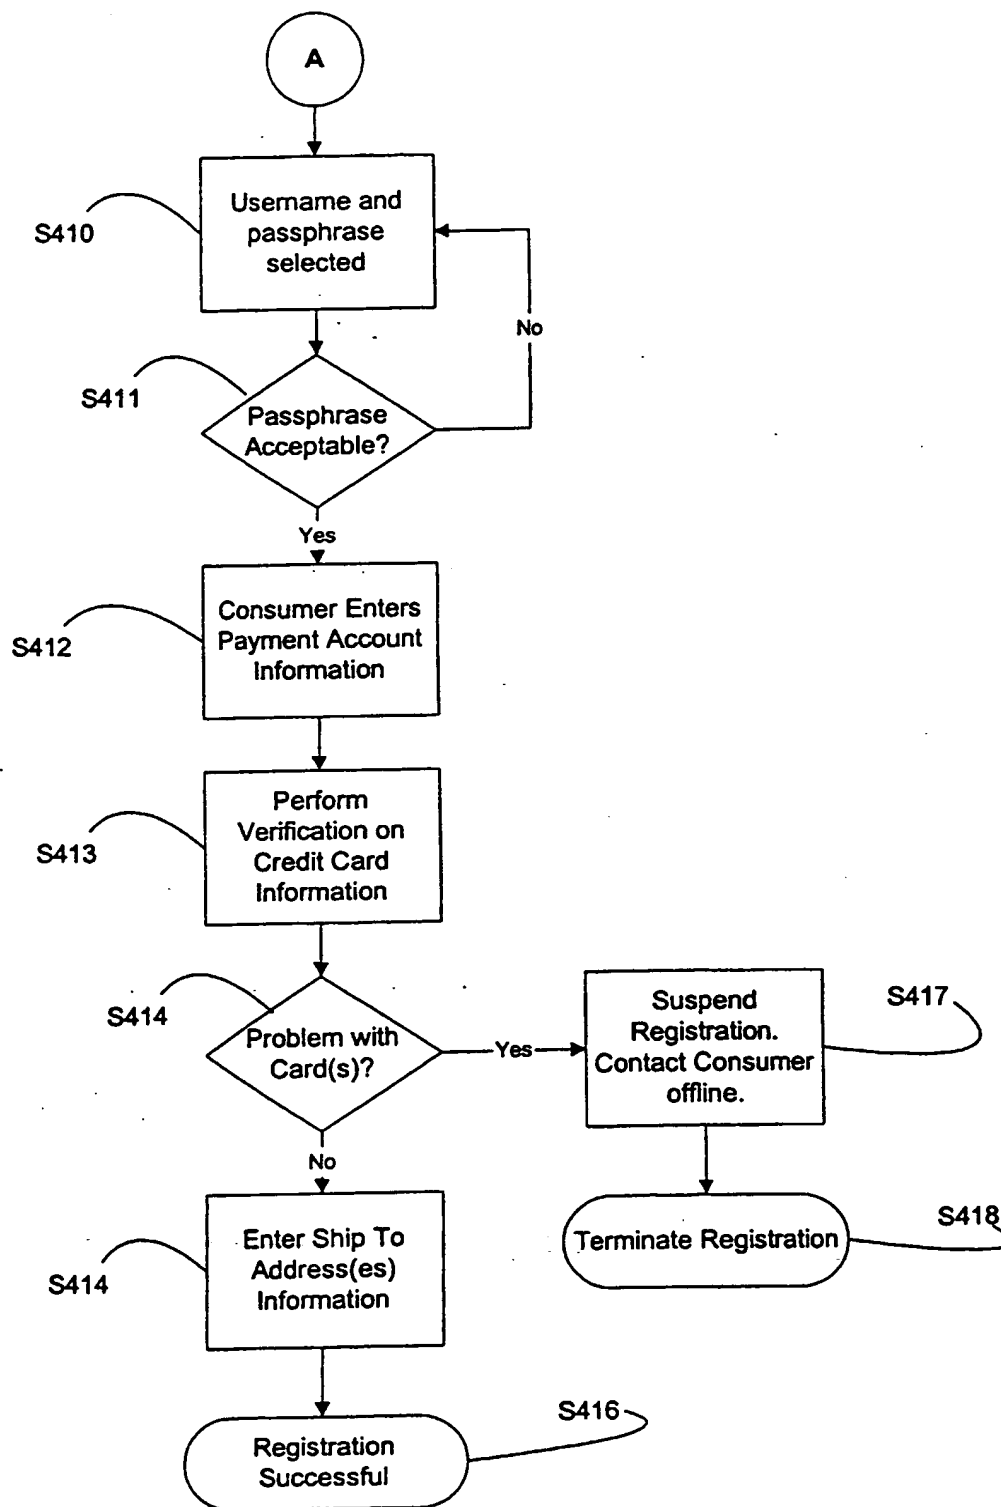 A
Username and
passphrase
selected
S410
No
S411
Passphrase
Acceptable?
Yes
Consumer Enters
Payment Account
Information
S412
Perform
Verification on
Credit Card
Information
S413
S414
Problem with
Card(s)?
Yes
Suspend
Registration.
Contact Consumer
offline.
S417
No
Enter Ship To
Address(es)
Information
S414
Terminate Registration
S418
S416
Registration
Successful